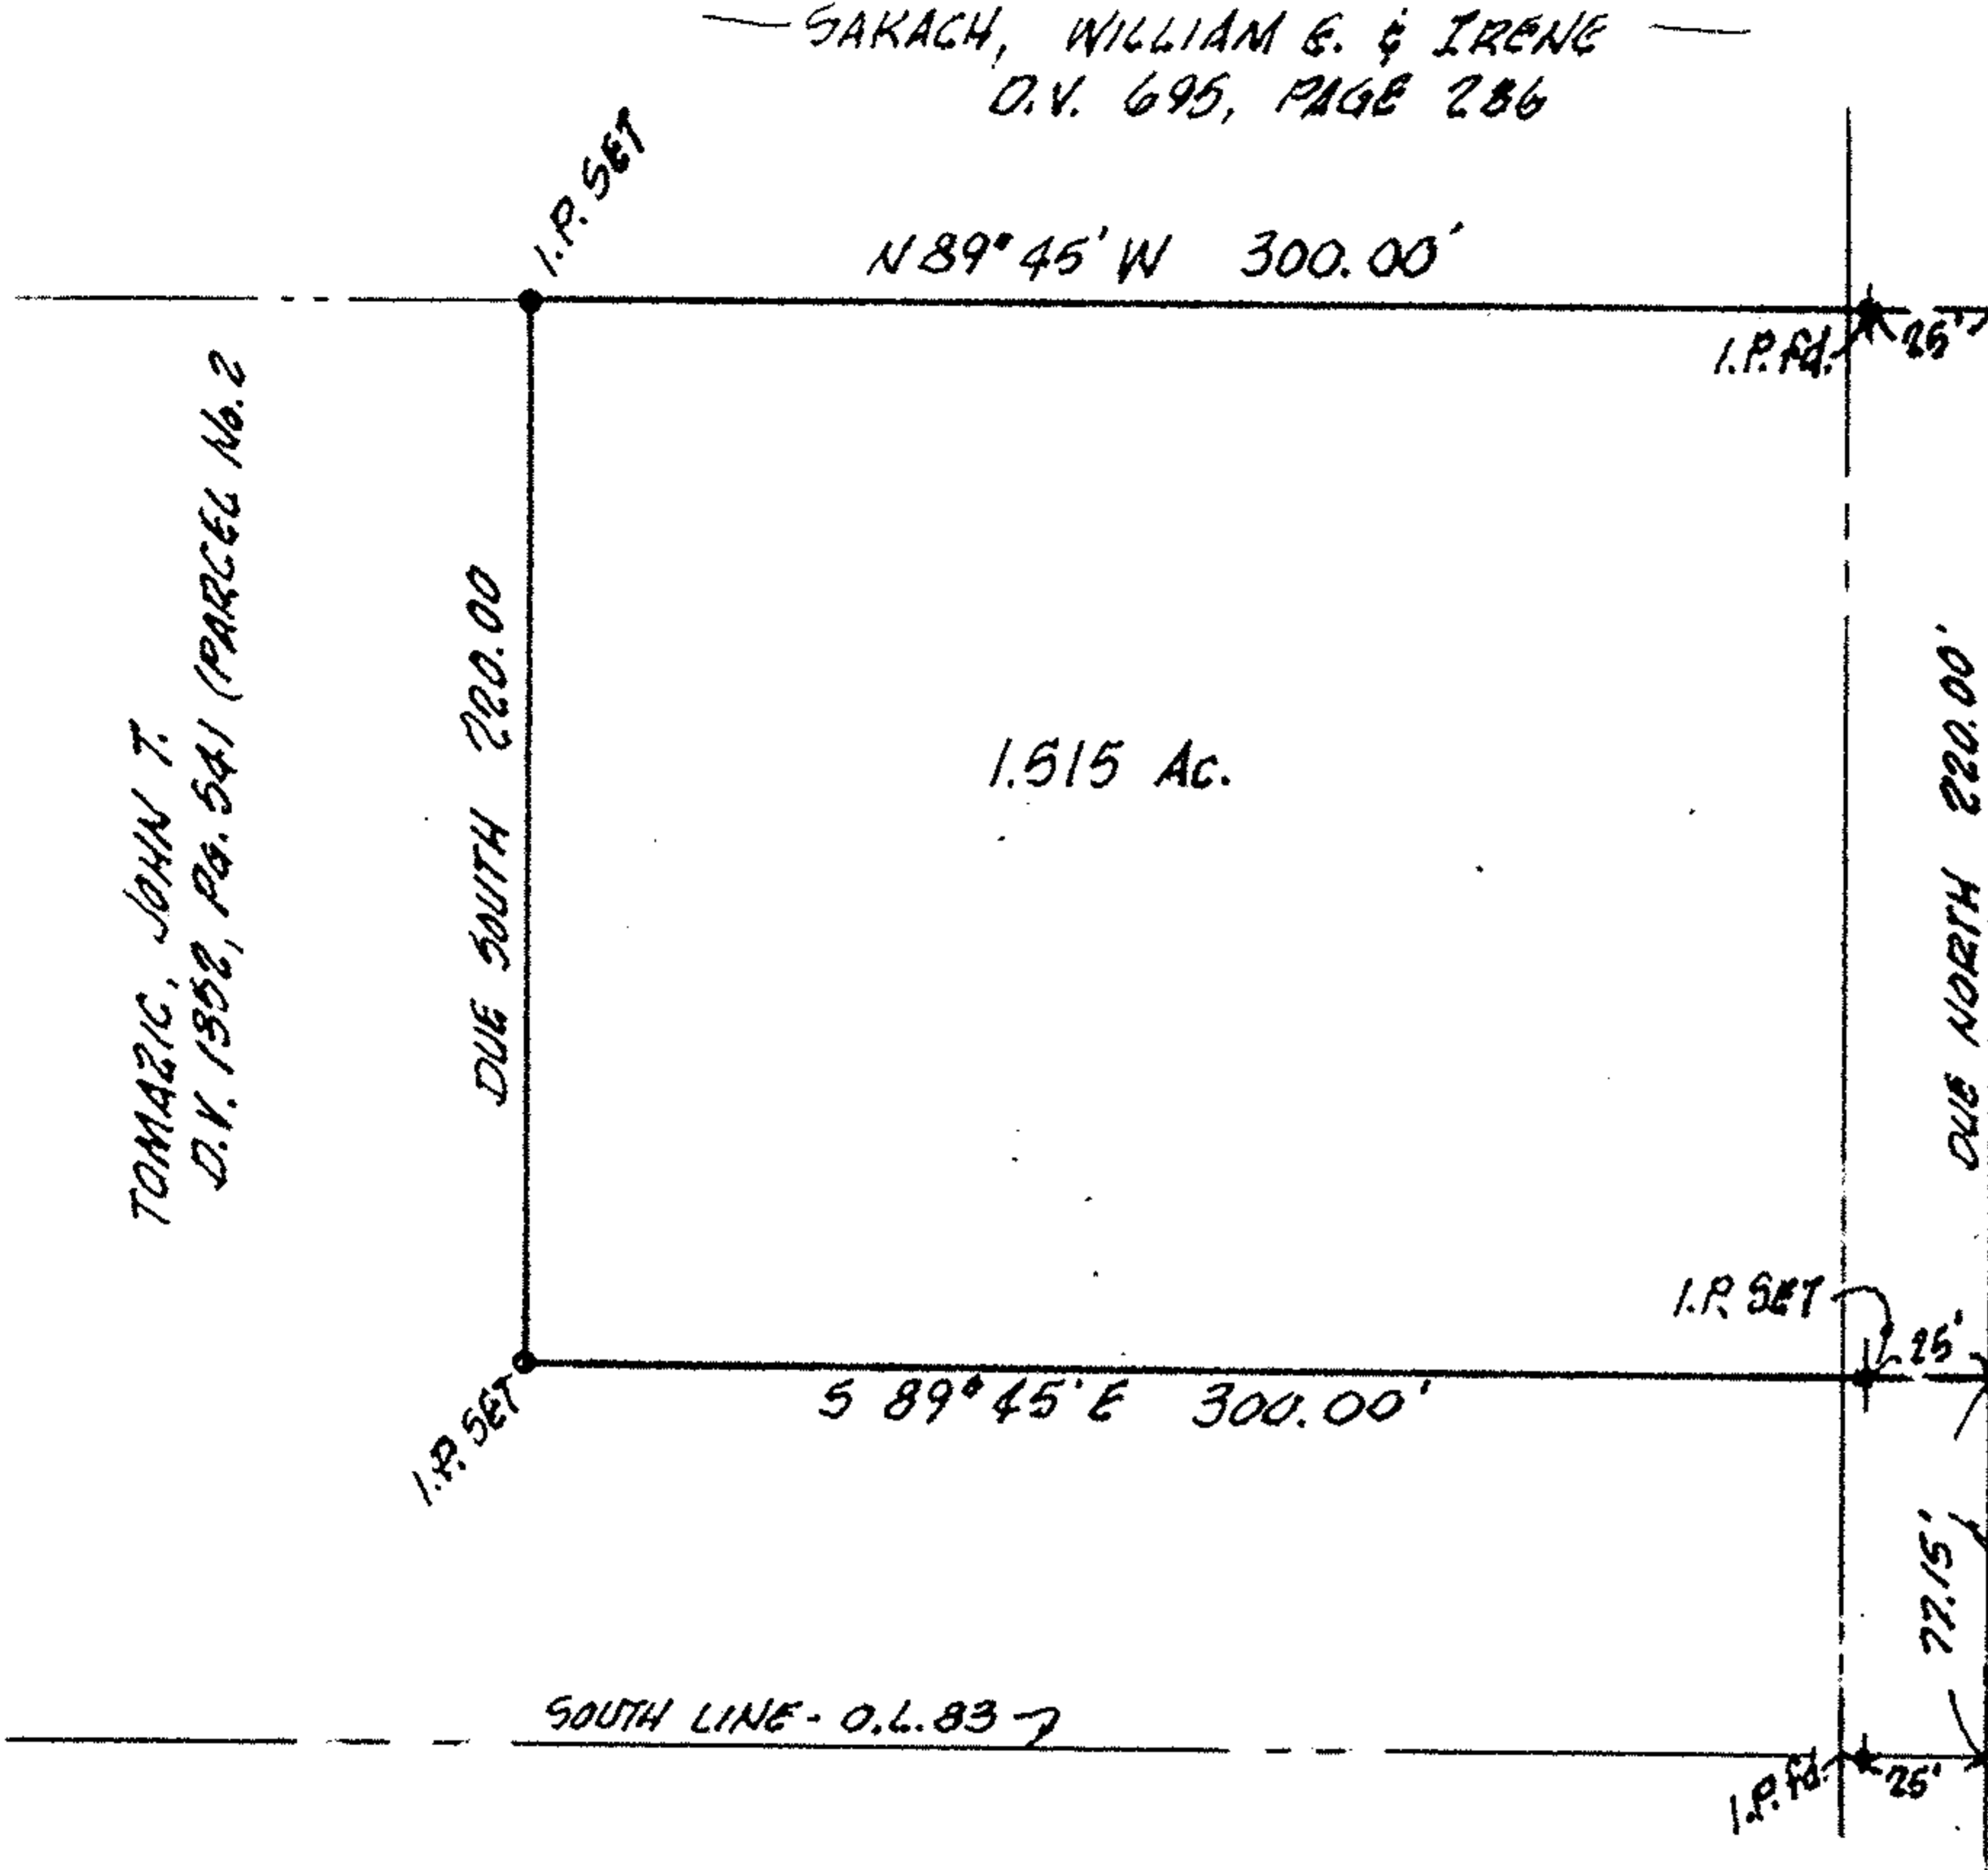 SAKACH, WILLIAM E. & IRENE
D.V. 695, PAGE 286
I.P. SET
N 89° 45' W 300.00'
I.P. Fd.
25'
TOMAZIC, JOHN T.
D.V. 1352, PG. 541 (PARCEL No. 2
DUE SOUTH 220.00
1.515 Ac.
DUE NORTH 220.00'
I.P. SET
25'
S 89° 45' E 300.00'
I.P. SET
77.15'
SOUTH LINE - O.L. 83
I.P. Fd.
25'